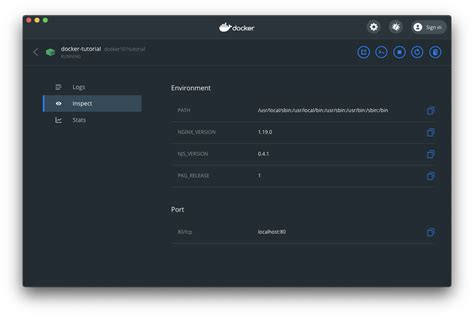 docker
Sign in
docker-tutorial docker101tutorial
RUNNING
Logs
Inspect
Stats
Environment
PATH /usr/local/sbin:/usr/local/bin:/usr/sbin:/usr/bin:/sbin:/bin
NGINX_VERSION 1.19.0
NJS_VERSION 0.4.1
PKG_RELEASE 1
Port
80/tcp localhost:80